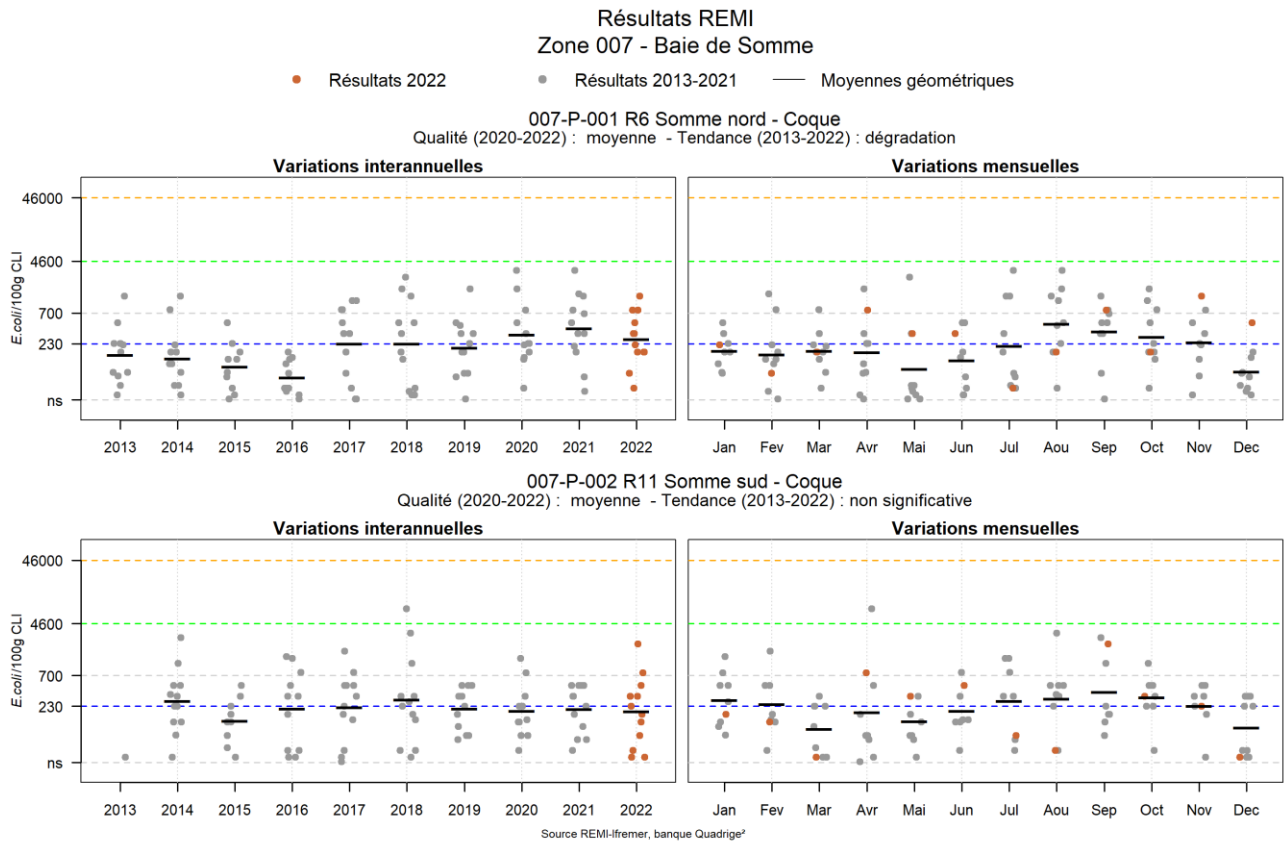 Résultats REMI
Zone 007 - Baie de Somme
Résultats 2022 Résultats 2013-2021 Moyennes géométriques
007-P-001 R6 Somme nord - Coque
Qualité (2020-2022) : moyenne - Tendance (2013-2022) : dégradation
Variations interannuelles Variations mensuelles
E.coli/100g CLI
46000
4600
700
230
ns
2013 2014 2015 2016 2017 2018 2019 2020 2021 2022 Jan Fev Mar Avr Mai Jun Jul Aou Sep Oct Nov Dec
007-P-002 R11 Somme sud - Coque
Qualité (2020-2022) : moyenne - Tendance (2013-2022) : non significative
Variations interannuelles Variations mensuelles
E.coli/100g CLI
46000
4600
700
230
ns
2013 2014 2015 2016 2017 2018 2019 2020 2021 2022 Jan Fev Mar Avr Mai Jun Jul Aou Sep Oct Nov Dec
Source REMI-Ifremer, banque Quadrige²